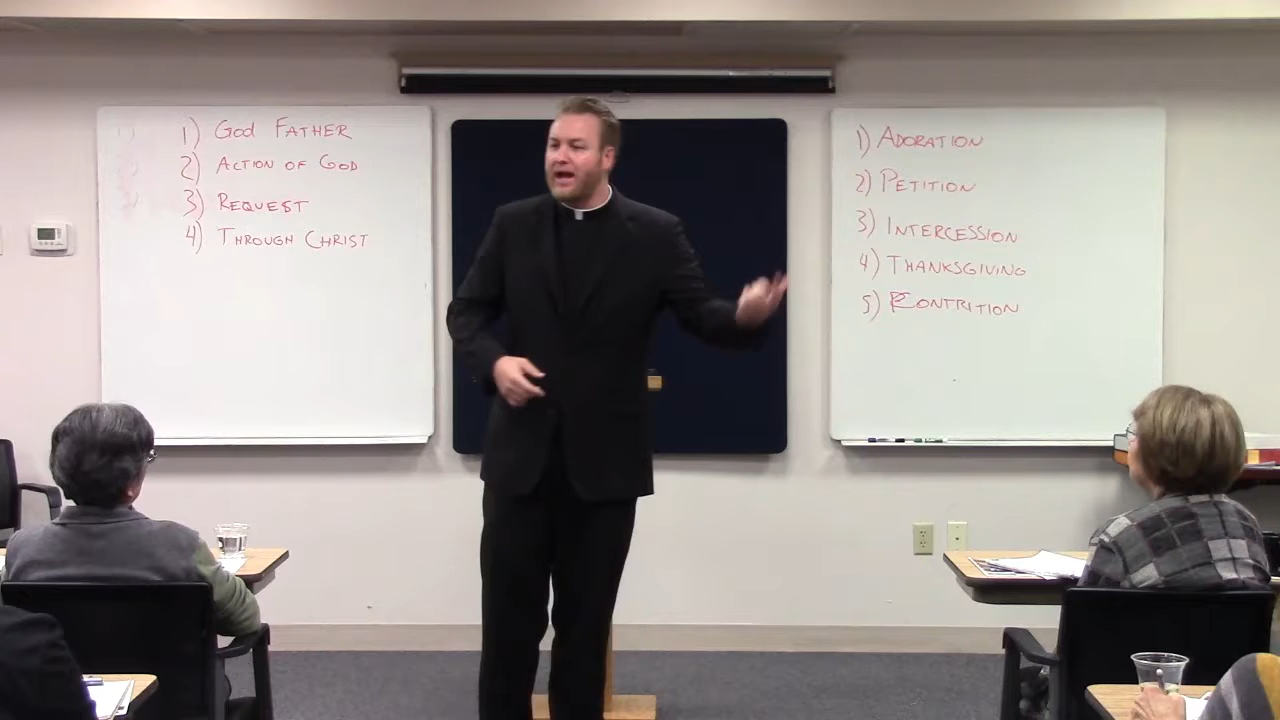 1) God Father
2) Action of God
3) Request
4) Through Christ
1) Adoration
2) Petition
3) Intercession
4) Thanksgiving
5) Contrition